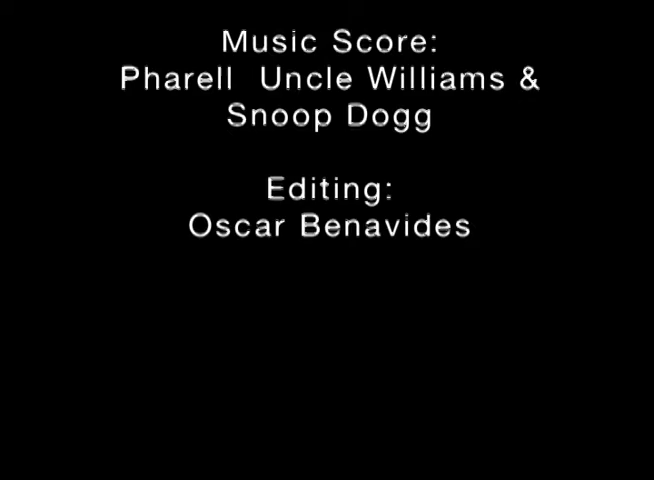 Music Score:
Pharell Uncle Williams &
Snoop Dogg
Editing:
Oscar Benavides